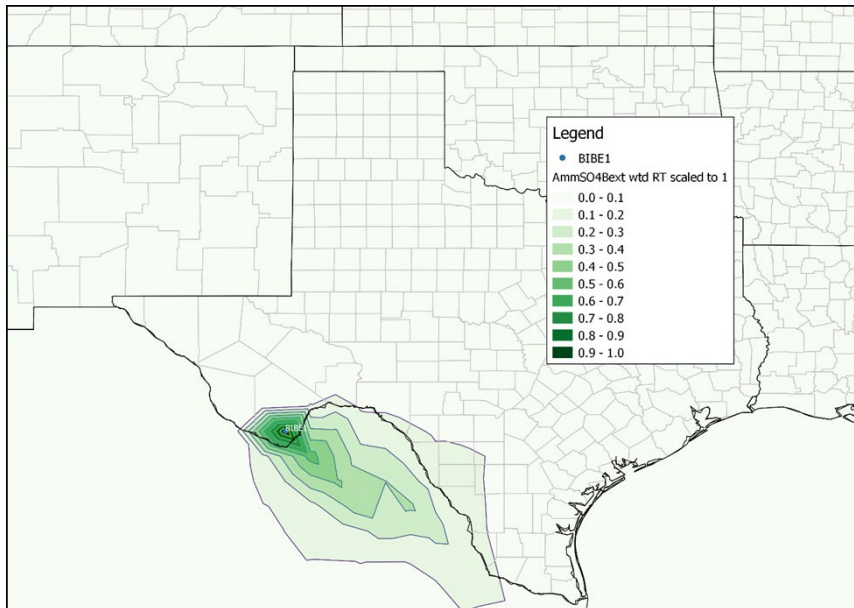 Legend
BIBE1
AmmSO4Bext wtd RT scaled to 1
0.0 - 0.1
0.1 - 0.2
0.2 - 0.3
0.3 - 0.4
0.4 - 0.5
0.5 - 0.6
0.6 - 0.7
0.7 - 0.8
0.8 - 0.9
0.9 - 1.0
BIBE1